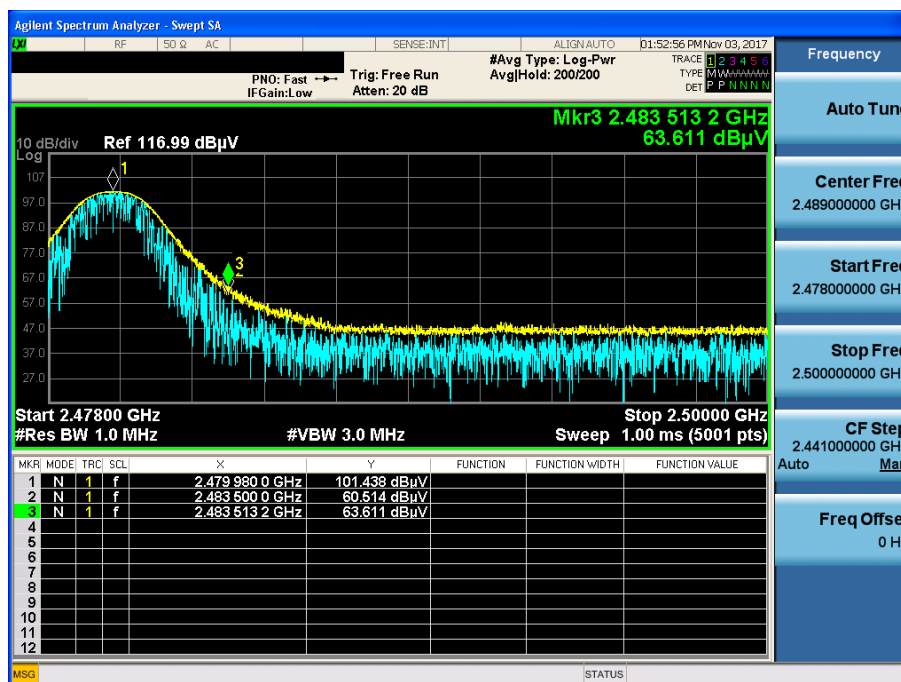 Agilent Spectrum Analyzer - Swept SA
LXI RF 50 Ω AC SENSE:INT ALIGN AUTO 01:52:56 PM Nov 03, 2017
#Avg Type: Log-Pwr TRACE 1 2 3 4 5 6
PNO: Fast Trig: Free Run Avg|Hold: 200/200 TYPE MWWWWW
IFGain:Low Atten: 20 dB DET P P N N N N
Mkr3 2.483 513 2 GHz
63.611 dBµV
10 dB/div Ref 116.99 dBµV
Log
107
97.0
87.0
77.0
67.0
57.0
47.0
37.0
27.0
1
3
2
Start 2.47800 GHz Stop 2.50000 GHz
#Res BW 1.0 MHz #VBW 3.0 MHz Sweep 1.00 ms (5001 pts)
MKR MODE TRC SCL X Y FUNCTION FUNCTION WIDTH FUNCTION VALUE
1 N 1 f 2.479 980 0 GHz 101.438 dBµV
2 N 1 f 2.483 500 0 GHz 60.514 dBµV
3 N 1 f 2.483 513 2 GHz 63.611 dBµV
4
5
6
7
8
9
10
11
12
MSG STATUS
Frequency
Auto Tun
Center Fre
2.489000000 GH
Start Fre
2.478000000 GH
Stop Fre
2.500000000 GH
CF Ste
2.441000000 GH
Auto Ma
Freq Offse
0 H